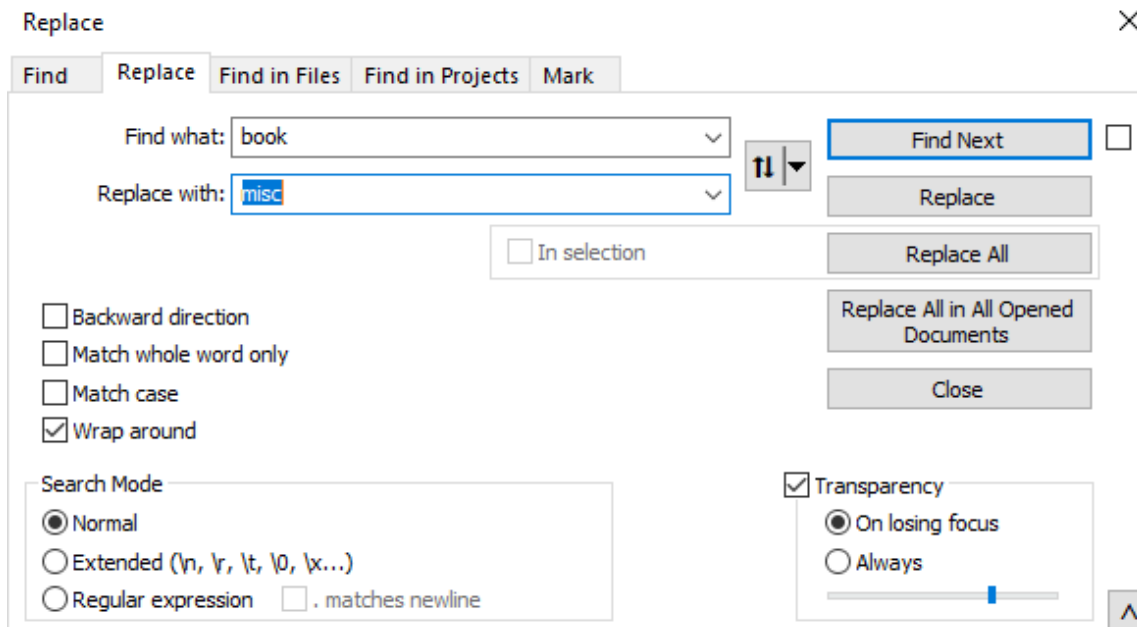 Replace
Find Replace Find in Files Find in Projects Mark
Find what: book
Find Next
Replace with: misc
Replace
In selection
Replace All
Backward direction
Replace All in All Opened
Documents
Match whole word only
Match case
Close
Wrap around
Search Mode
Normal
Extended (\n, \r, \t, \0, \x...)
Regular expression . matches newline
Transparency
On losing focus
Always